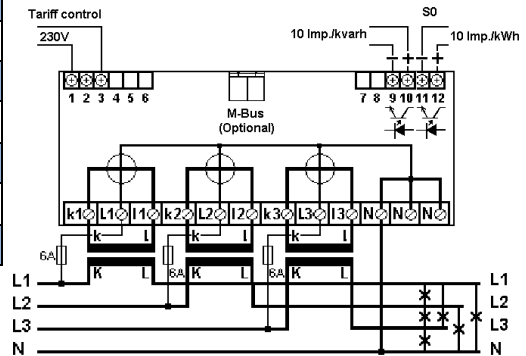 Tariff control
S0
230V
10 Imp./kvarh
10 Imp./kWh
1 2 3 4 5 6
7 8 9 10 11 12
M-Bus
(Optional)
k1 L1 l1 k2 L2 l2 k3 L3 l3 N N N
k l k l k l
6A 6A 6A
K L K L K L
L1 L1
L2 L2
L3 L3
N N